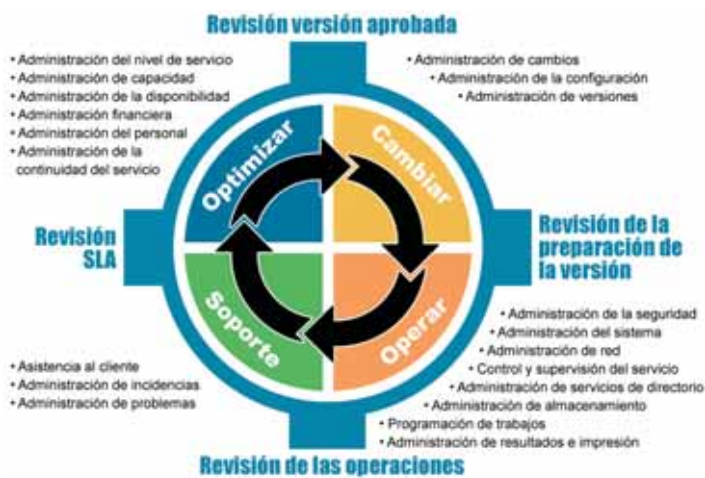 Revisión versión aprobada
• Administración del nivel de servicio
• Administración de capacidad
• Administración de la disponibilidad
• Administración financiera
• Administración del personal
• Administración de la
continuidad del servicio
• Administración de cambios
• Administración de la configuración
• Administración de versiones
Optimizar
Cambiar
Revisión
SLA
Revisión de la
preparación de
la versión
Soporte
Operar
• Asistencia al cliente
• Administración de incidencias
• Administración de problemas
• Administración de la seguridad
• Administración del sistema
• Administración de red
• Control y supervisión del servicio
• Administración de servicios de directorio
• Administración de almacenamiento
• Programación de trabajos
• Administración de resultados e impresión
Revisión de las operaciones